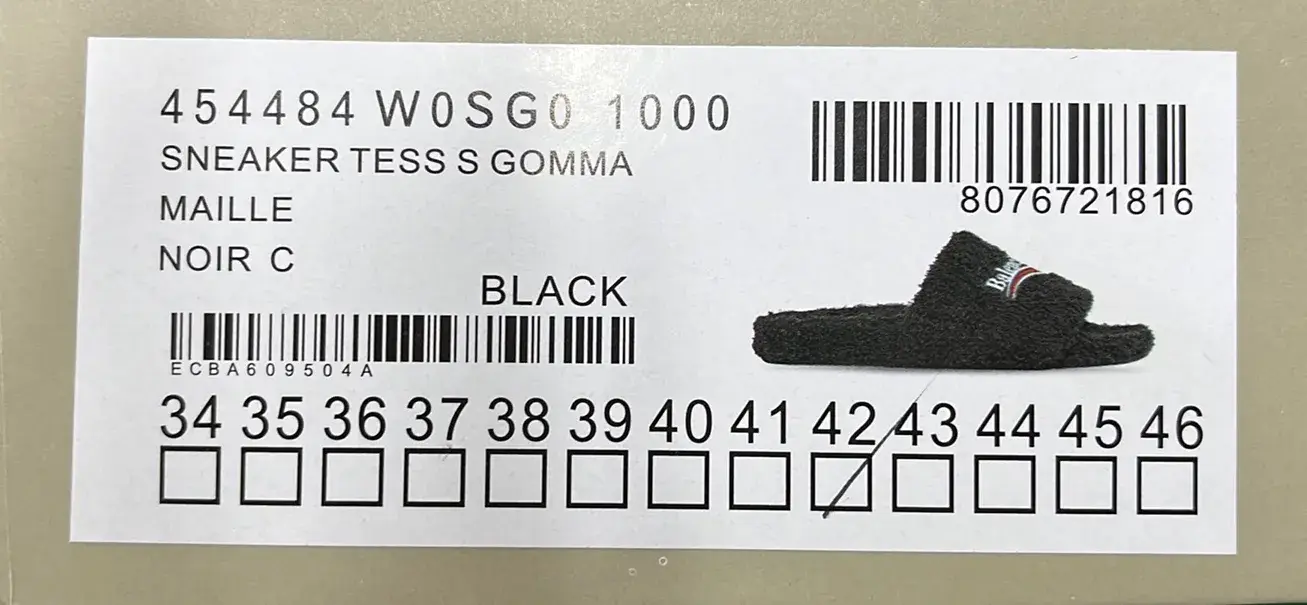 454484 W0SG0 1000
SNEAKER TESS S GOMMA
MAILLE
NOIR C
BLACK
ECBA609504A
8076721816
34 35 36 37 38 39 40 41 42 43 44 45 46